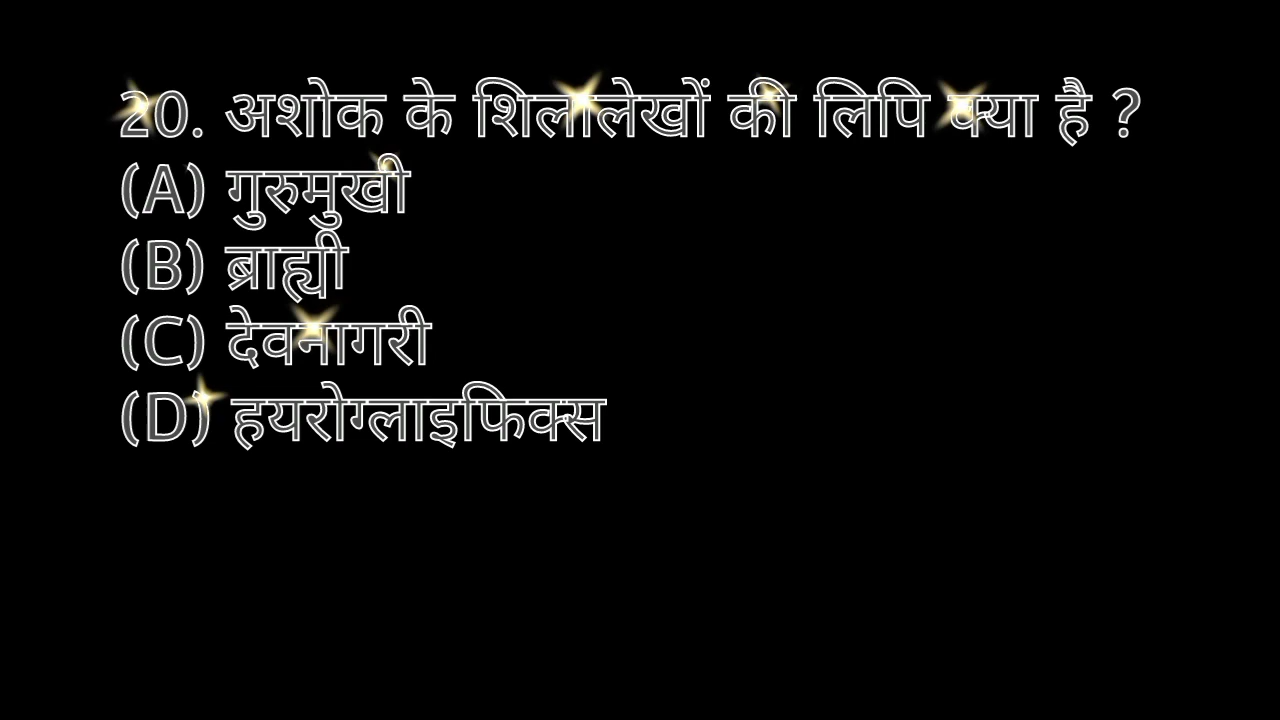 20. अशोक के शिलालेखों की लिपि क्या है ?
(A) गुरुमुखी
(B) ब्राह्यी
(C) देवनागरी
(D) हयरोग्लाइफिक्स